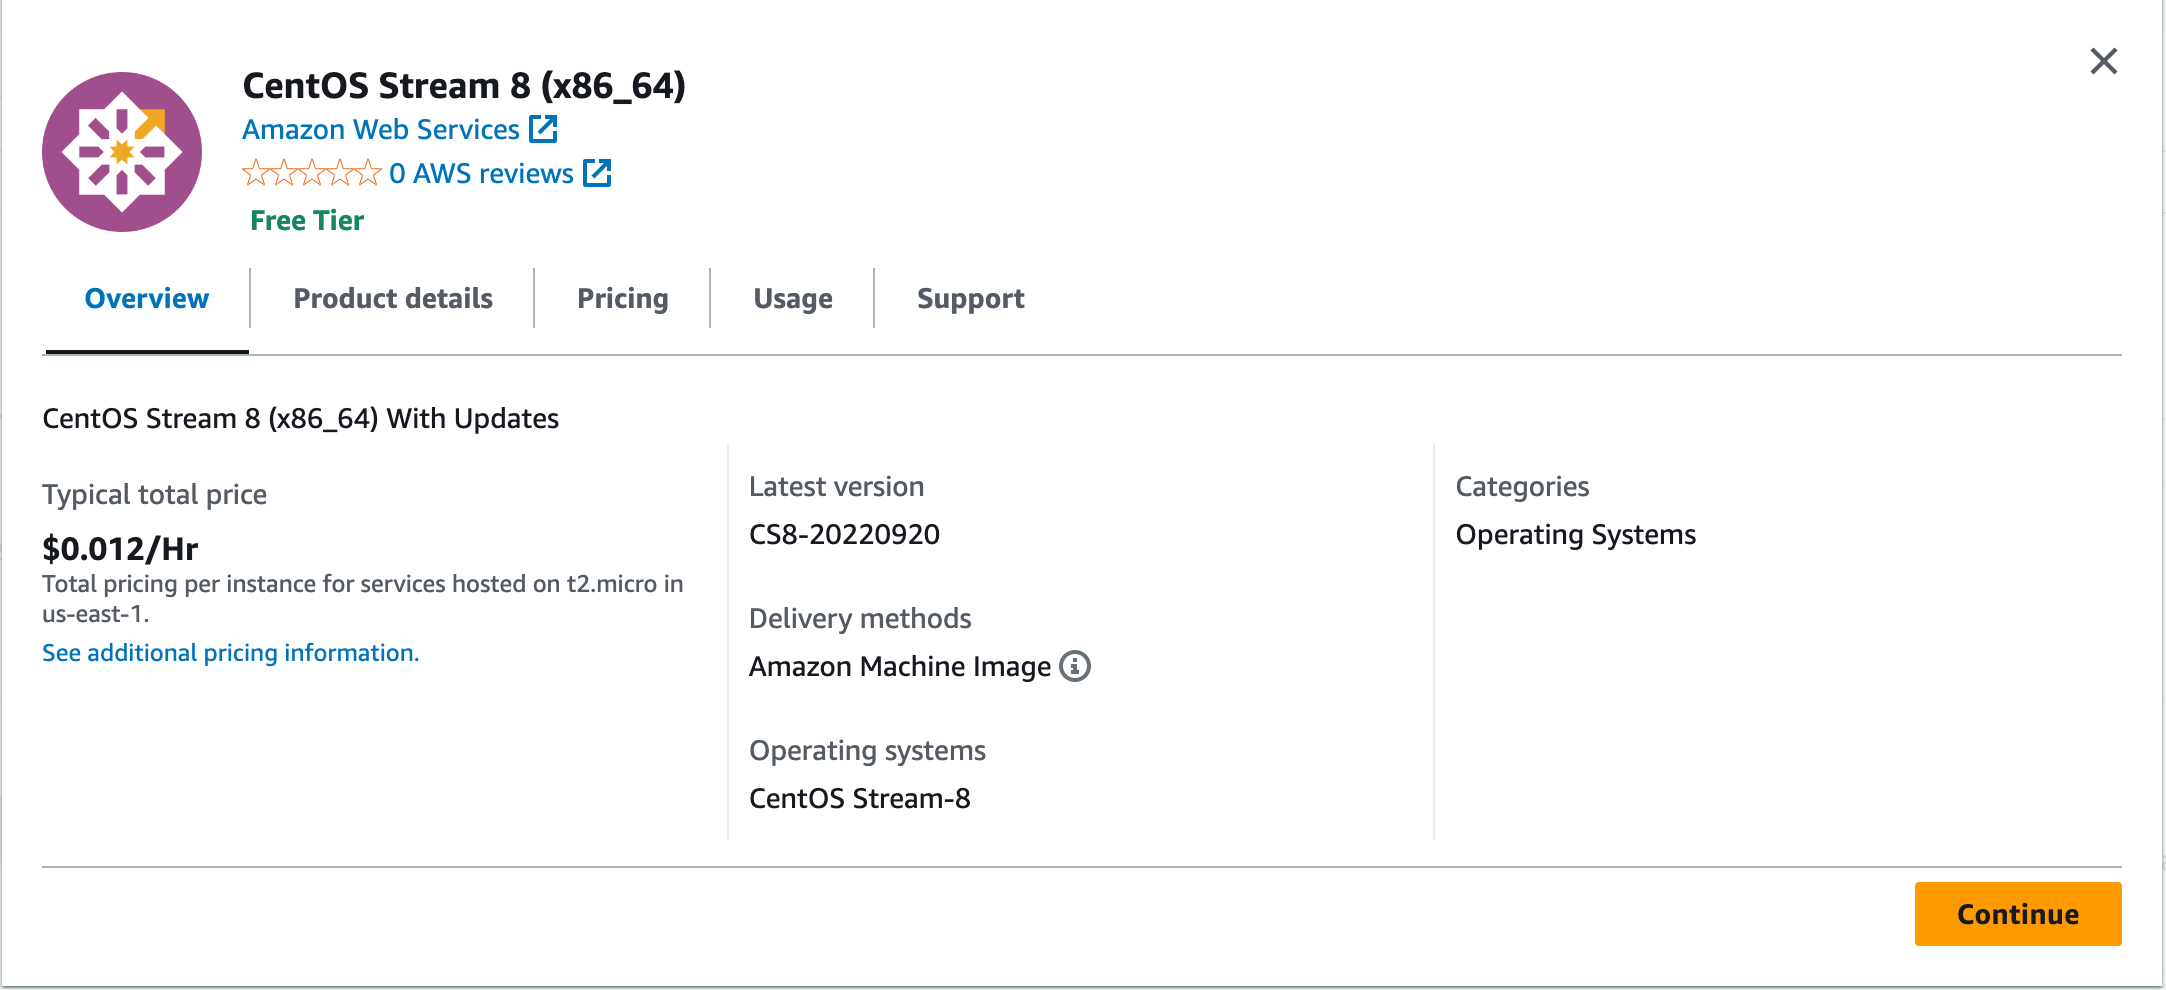 CentOS Stream 8 (x86_64)
Amazon Web Services
0 AWS reviews
Free Tier
Overview
Product details
Pricing
Usage
Support
CentOS Stream 8 (x86_64) With Updates
Typical total price
$0.012/Hr
Total pricing per instance for services hosted on t2.micro in
us-east-1.
See additional pricing information.
Latest version
CS8-20220920
Delivery methods
Amazon Machine Image
Operating systems
CentOS Stream-8
Categories
Operating Systems
Continue